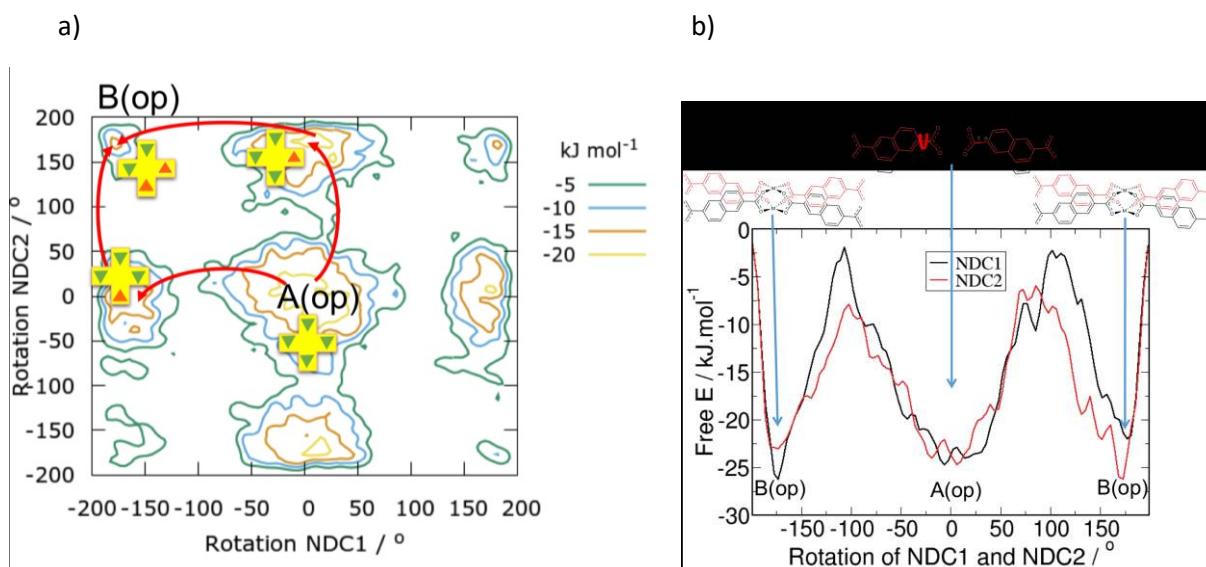 a)
b)
B(op)
200
150
100
50
0
-50
-100
-150
-200
Rotation NDC2 / °
A(op)
-200 -150 -100 -50 0 50 100 150 200
Rotation NDC1 / °
kJ mol⁻¹
-5
-10
-15
-20
0
-5
-10
-15
-20
-25
-30
Free E / kJ.mol⁻¹
NDC1
NDC2
B(op) A(op) B(op)
-150 -100 -50 0 50 100 150
Rotation of NDC1 and NDC2 / °